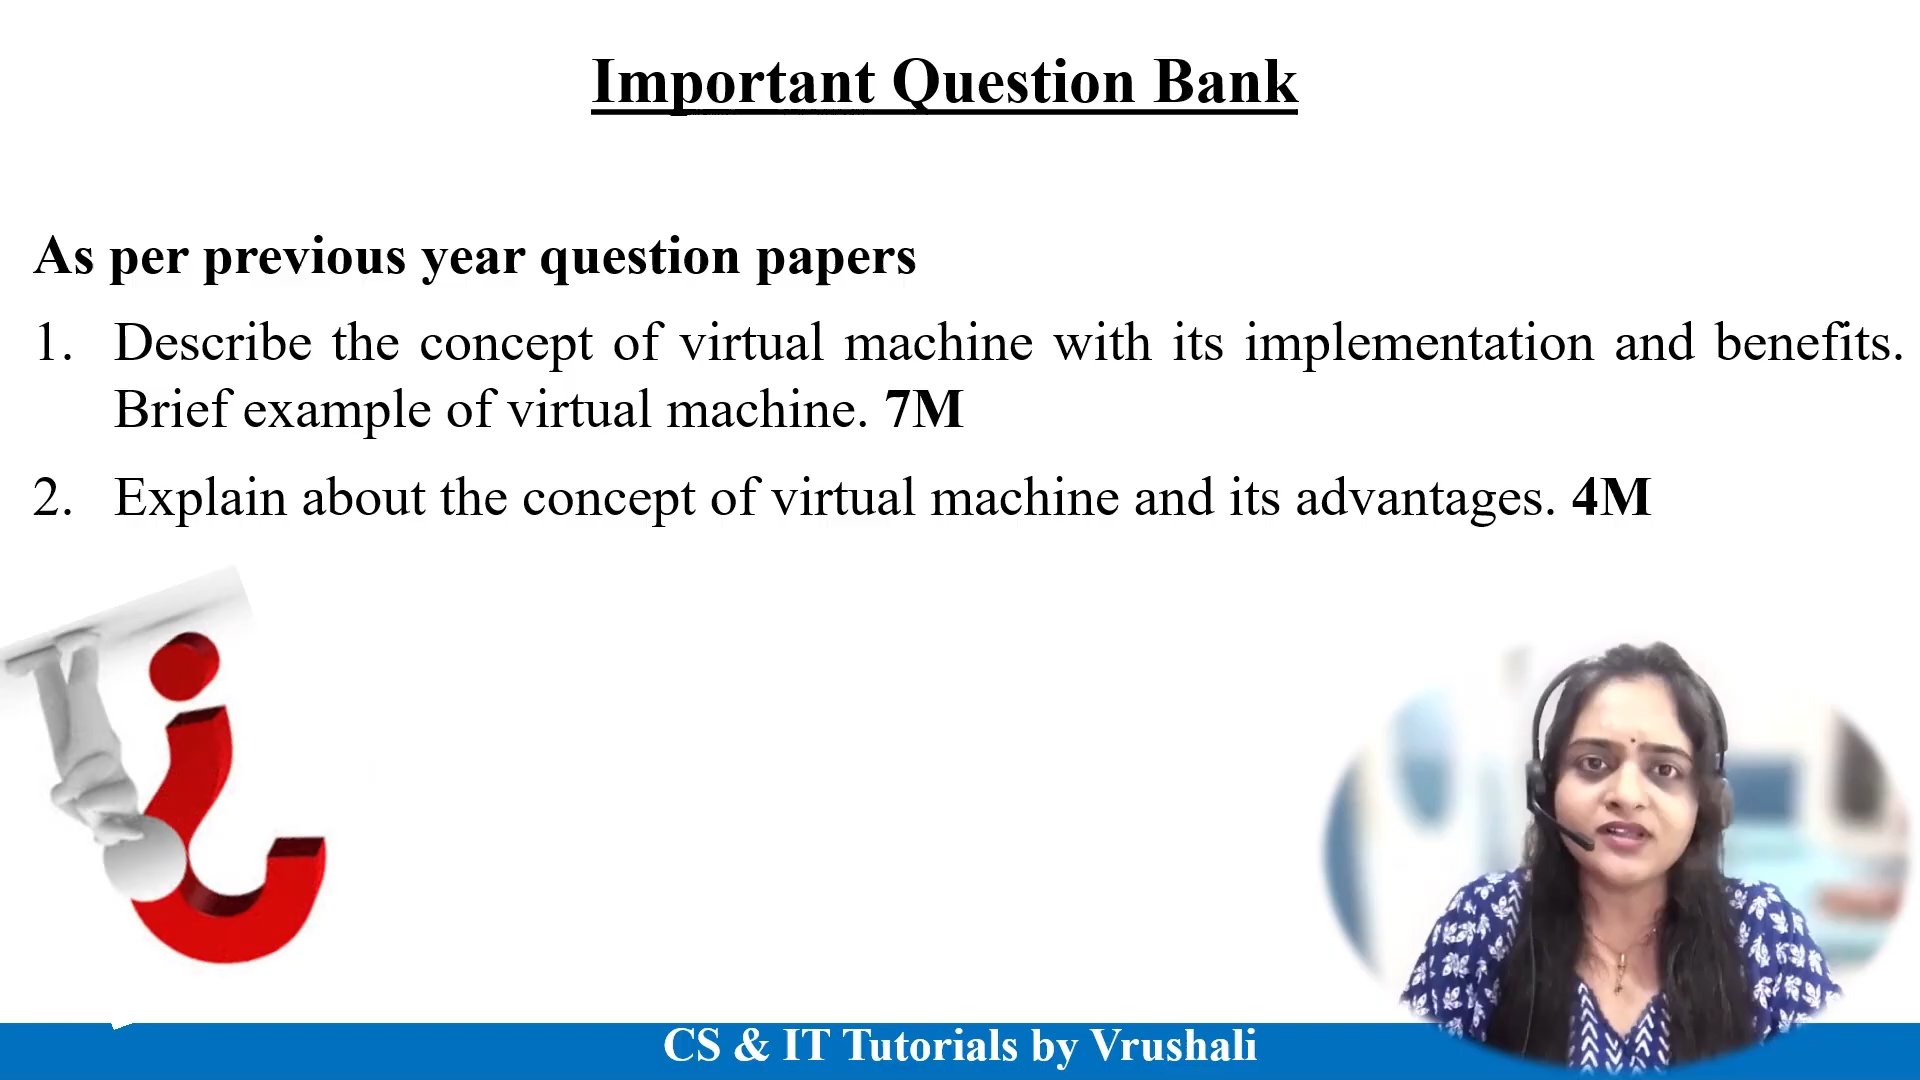 Important Question Bank
As per previous year question papers
1. Describe the concept of virtual machine with its implementation and benefits.
Brief example of virtual machine. 7M
2. Explain about the concept of virtual machine and its advantages. 4M
CS & IT Tutorials by Vrushali